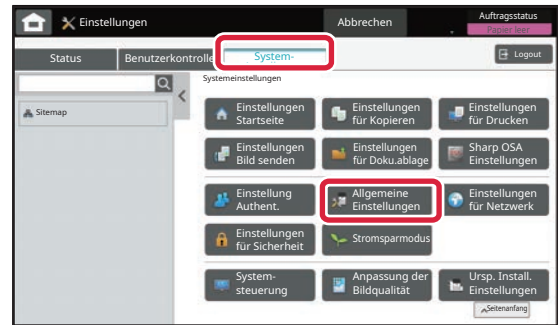 Einstellungen
Abbrechen
Auftragsstatus
Papier leer
Status
Benutzerkontrolle
System-
Logout
Systemeinstellungen
Sitemap
Einstellungen
Startseite
Einstellungen
für Kopieren
Einstellungen
für Drucken
Einstellungen
Bild senden
Einstellungen
für Doku.ablage
Sharp OSA
Einstellungen
Einstellung
Authent.
Allgemeine
Einstellungen
Einstellungen
für Netzwerk
Einstellungen
für Sicherheit
Stromsparmodus
System-
steuerung
Anpassung der
Bildqualität
Ursp. Install.
Einstellungen
Seitenanfang